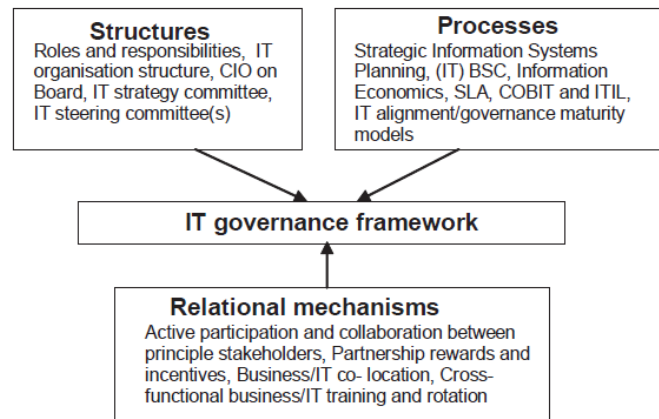 Structures
Roles and responsibilities, IT
organisation structure, CIO on
Board, IT strategy committee,
IT steering committee(s)
Processes
Strategic Information Systems
Planning, (IT) BSC, Information
Economics, SLA, COBIT and ITIL,
IT alignment/governance maturity
models
IT governance framework
Relational mechanisms
Active participation and collaboration between
principle stakeholders, Partnership rewards and
incentives, Business/IT co- location, Cross-
functional business/IT training and rotation